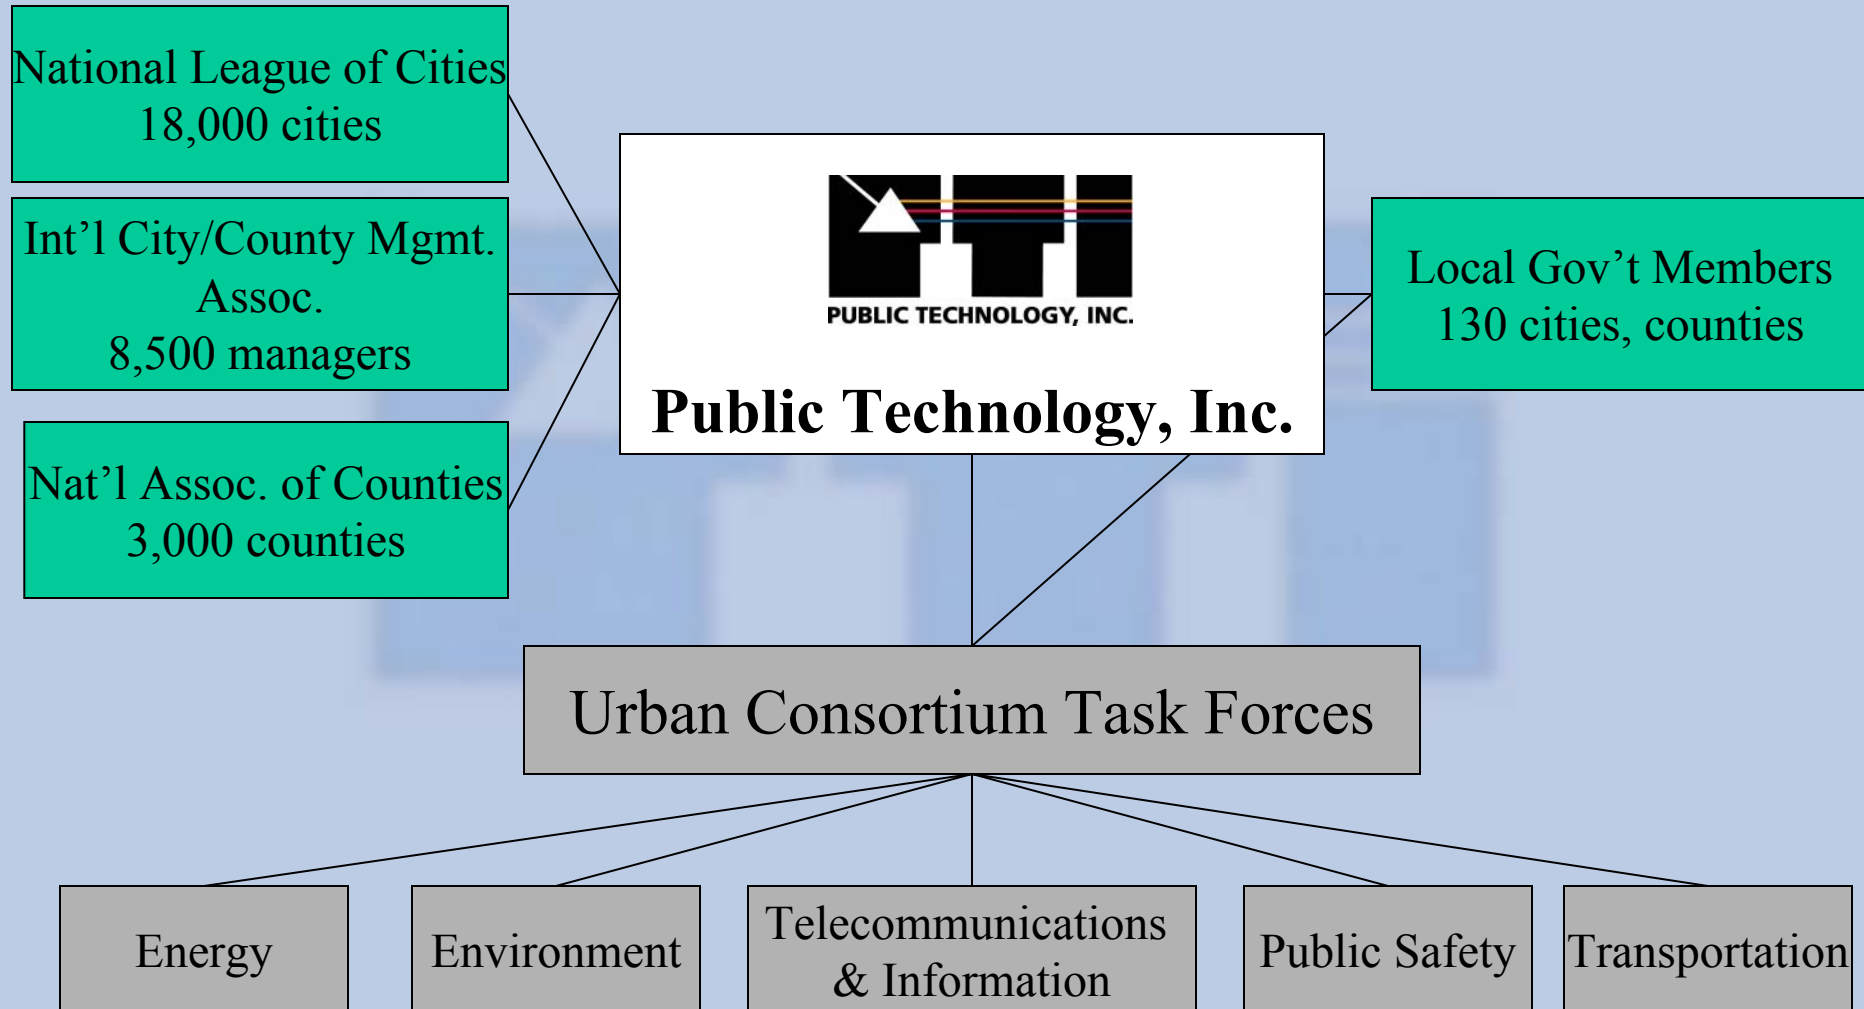 National League of Cities
18,000 cities
Int’l City/County Mgmt.
Assoc.
8,500 managers
Nat’l Assoc. of Counties
3,000 counties
PTI
PUBLIC TECHNOLOGY, INC.
Public Technology, Inc.
Local Gov’t Members
130 cities, counties
Urban Consortium Task Forces
Energy
Environment
Telecommunications
& Information
Public Safety
Transportation